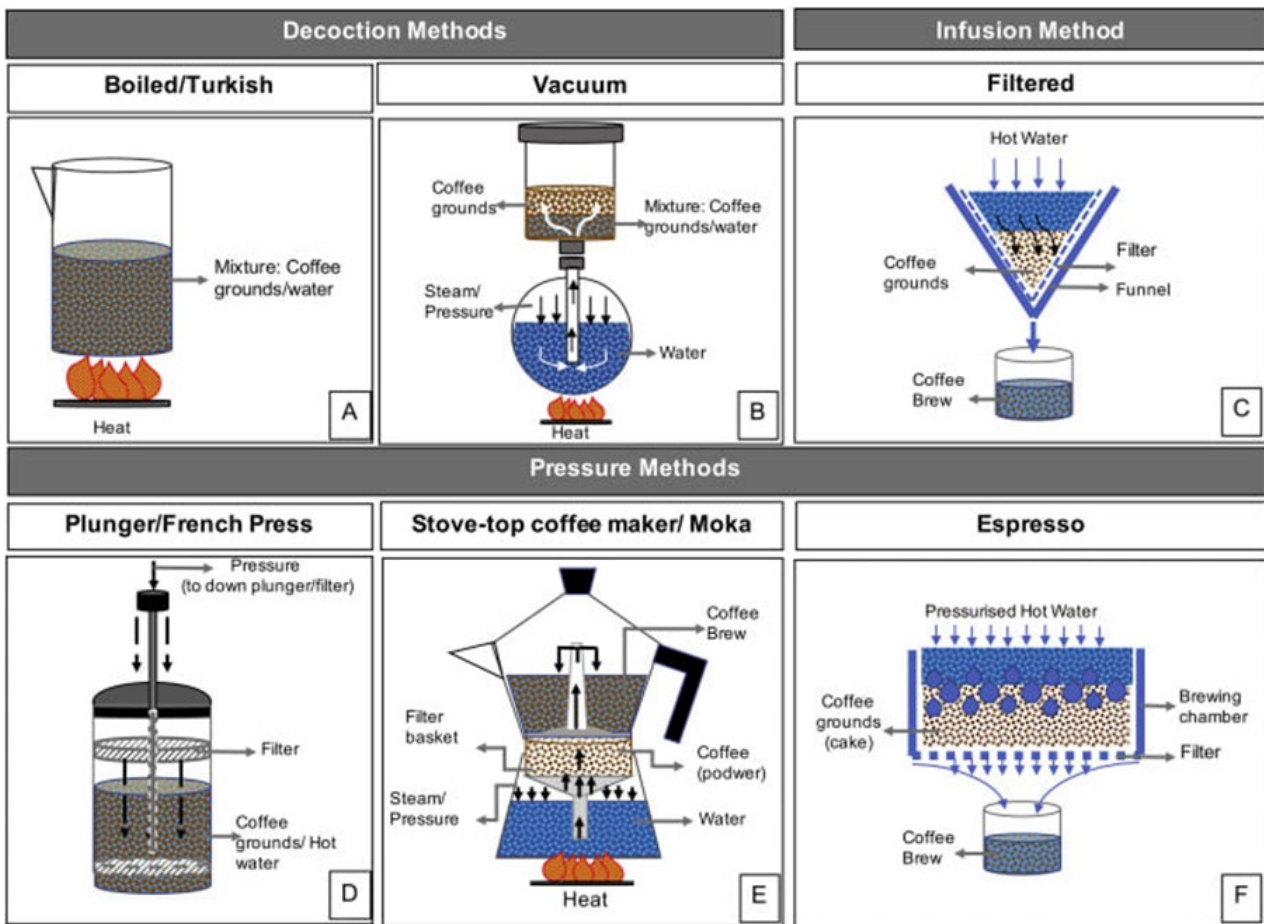 Decoction Methods
Infusion Method
Boiled/Turkish
Vacuum
Filtered
Mixture: Coffee
grounds/water
Heat
A
Coffee
grounds
Mixture: Coffee
grounds/water
Steam/
Pressure
Water
Heat
B
Hot Water
Coffee
grounds
Filter
Funnel
Coffee
Brew
C
Pressure Methods
Plunger/French Press
Stove-top coffee maker/ Moka
Espresso
Pressure
(to down plunger/filter)
Filter
Coffee
grounds/ Hot
water
D
Coffee
Brew
Filter
basket
Coffee
(podwer)
Steam/
Pressure
Water
Heat
E
Pressurised Hot Water
Coffee
grounds
(cake)
Brewing
chamber
Filter
Coffee
Brew
F